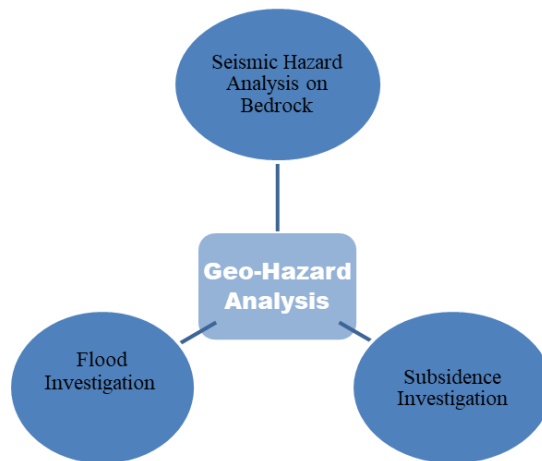 Seismic Hazard
Analysis on
Bedrock
Geo-Hazard
Analysis
Flood
Investigation
Subsidence
Investigation